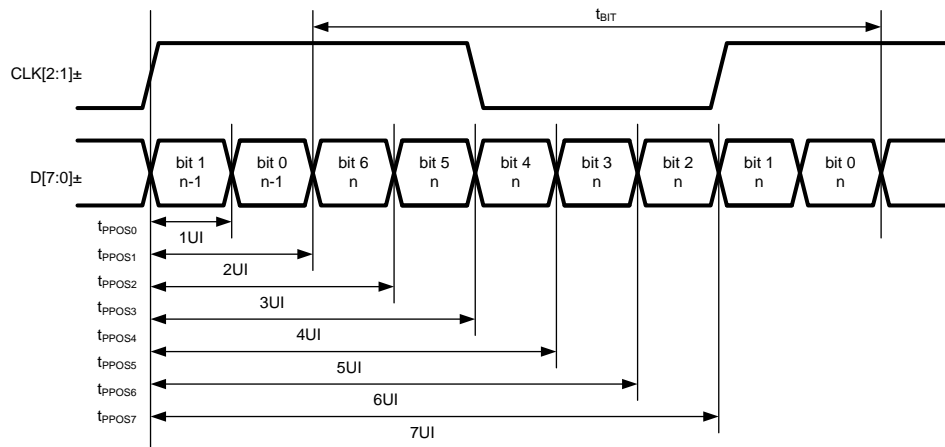 tBIT
CLK[2:1]±
D[7:0]±
bit 1 n-1
bit 0 n-1
bit 6 n
bit 5 n
bit 4 n
bit 3 n
bit 2 n
bit 1 n
bit 0 n
tPPOS0
1UI
tPPOS1
2UI
tPPOS2
3UI
tPPOS3
4UI
tPPOS4
5UI
tPPOS5
6UI
tPPOS6
7UI
tPPOS7